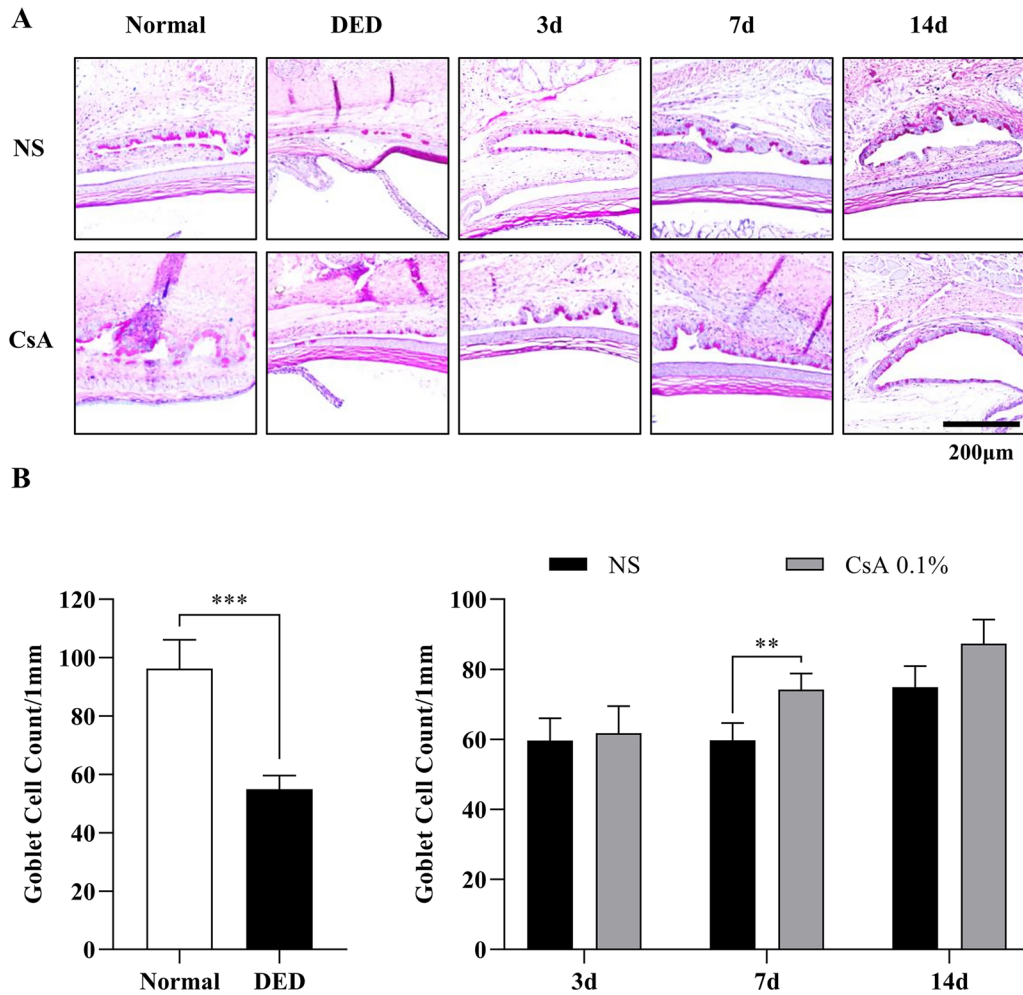 A
Normal DED 3d 7d 14d
NS
CsA
200μm
B
NS CsA 0.1%
Goblet Cell Count/1mm
120
100
80
60
40
20
0
***
Normal DED
Goblet Cell Count/1mm
100
80
60
40
20
0
**
3d 7d 14d